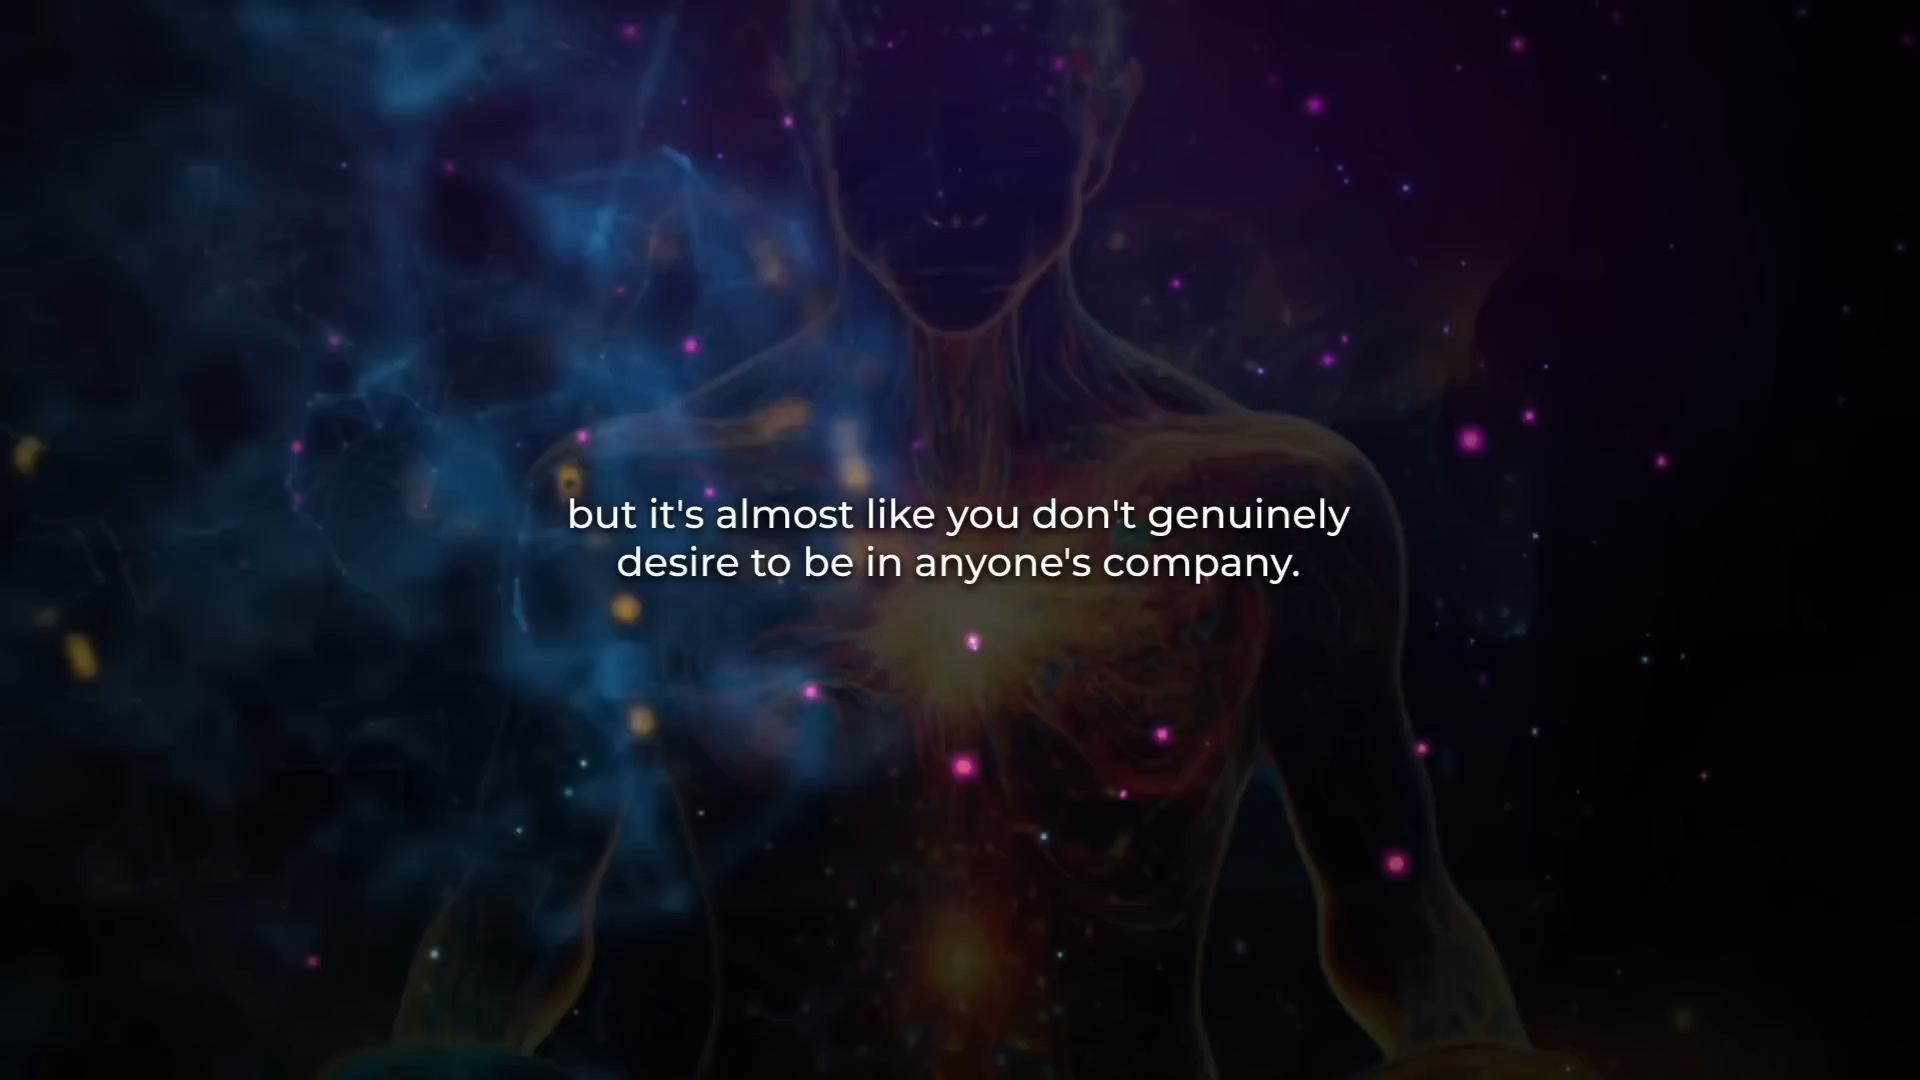 but it's almost like you don't genuinely
desire to be in anyone's company.